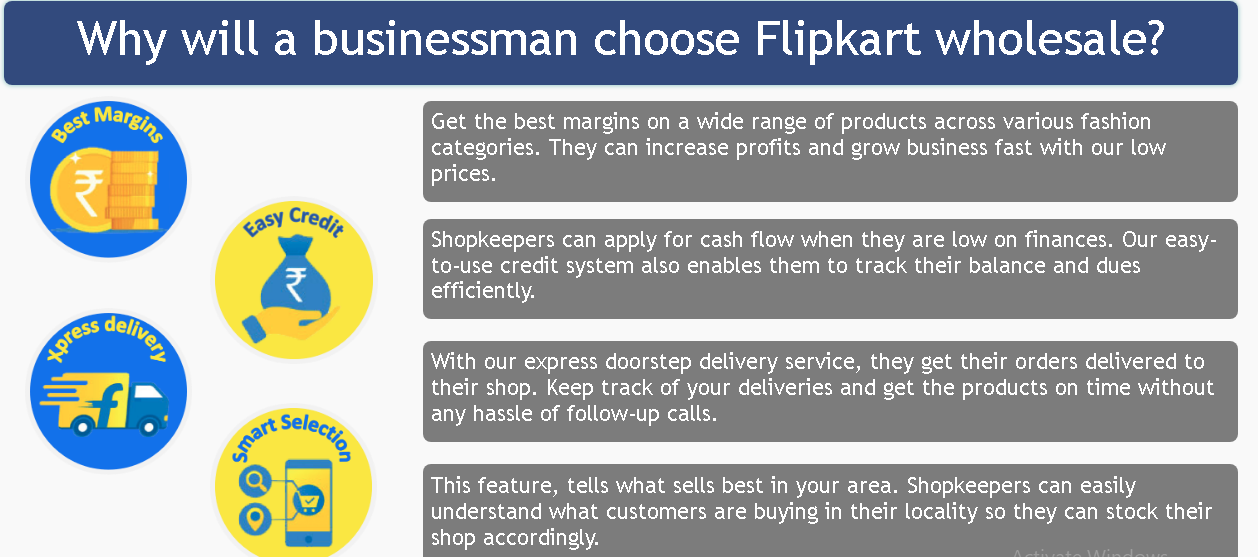 Why will a businessman choose Flipkart wholesale?
Best Margins
₹
Get the best margins on a wide range of products across various fashion
categories. They can increase profits and grow business fast with our low
prices.
Easy Credit
₹
Shopkeepers can apply for cash flow when they are low on finances. Our easy-
to-use credit system also enables them to track their balance and dues
efficiently.
Xpress delivery
f
With our express doorstep delivery service, they get their orders delivered to
their shop. Keep track of your deliveries and get the products on time without
any hassle of follow-up calls.
Smart Selection
This feature, tells what sells best in your area. Shopkeepers can easily
understand what customers are buying in their locality so they can stock their
shop accordingly.
Activate Windows